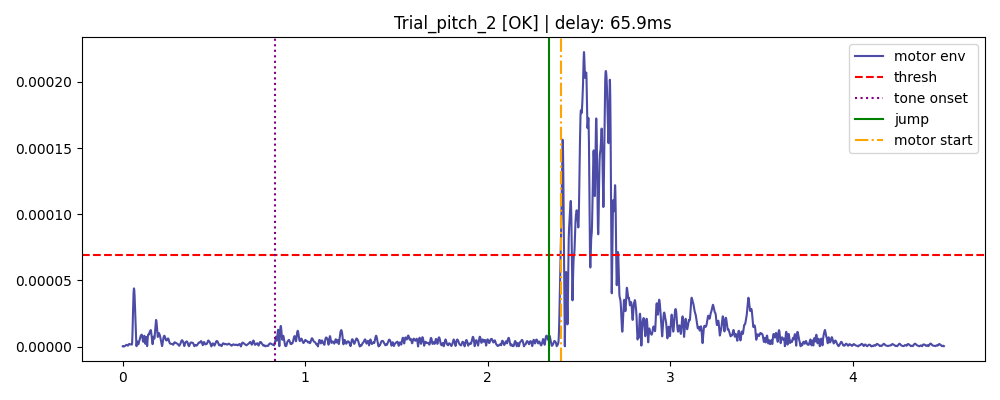 Trial_pitch_2 [OK] | delay: 65.9ms
0.00020
0.00015
0.00010
0.00005
0.00000
motor env
thresh
tone onset
jump
motor start
0 1 2 3 4